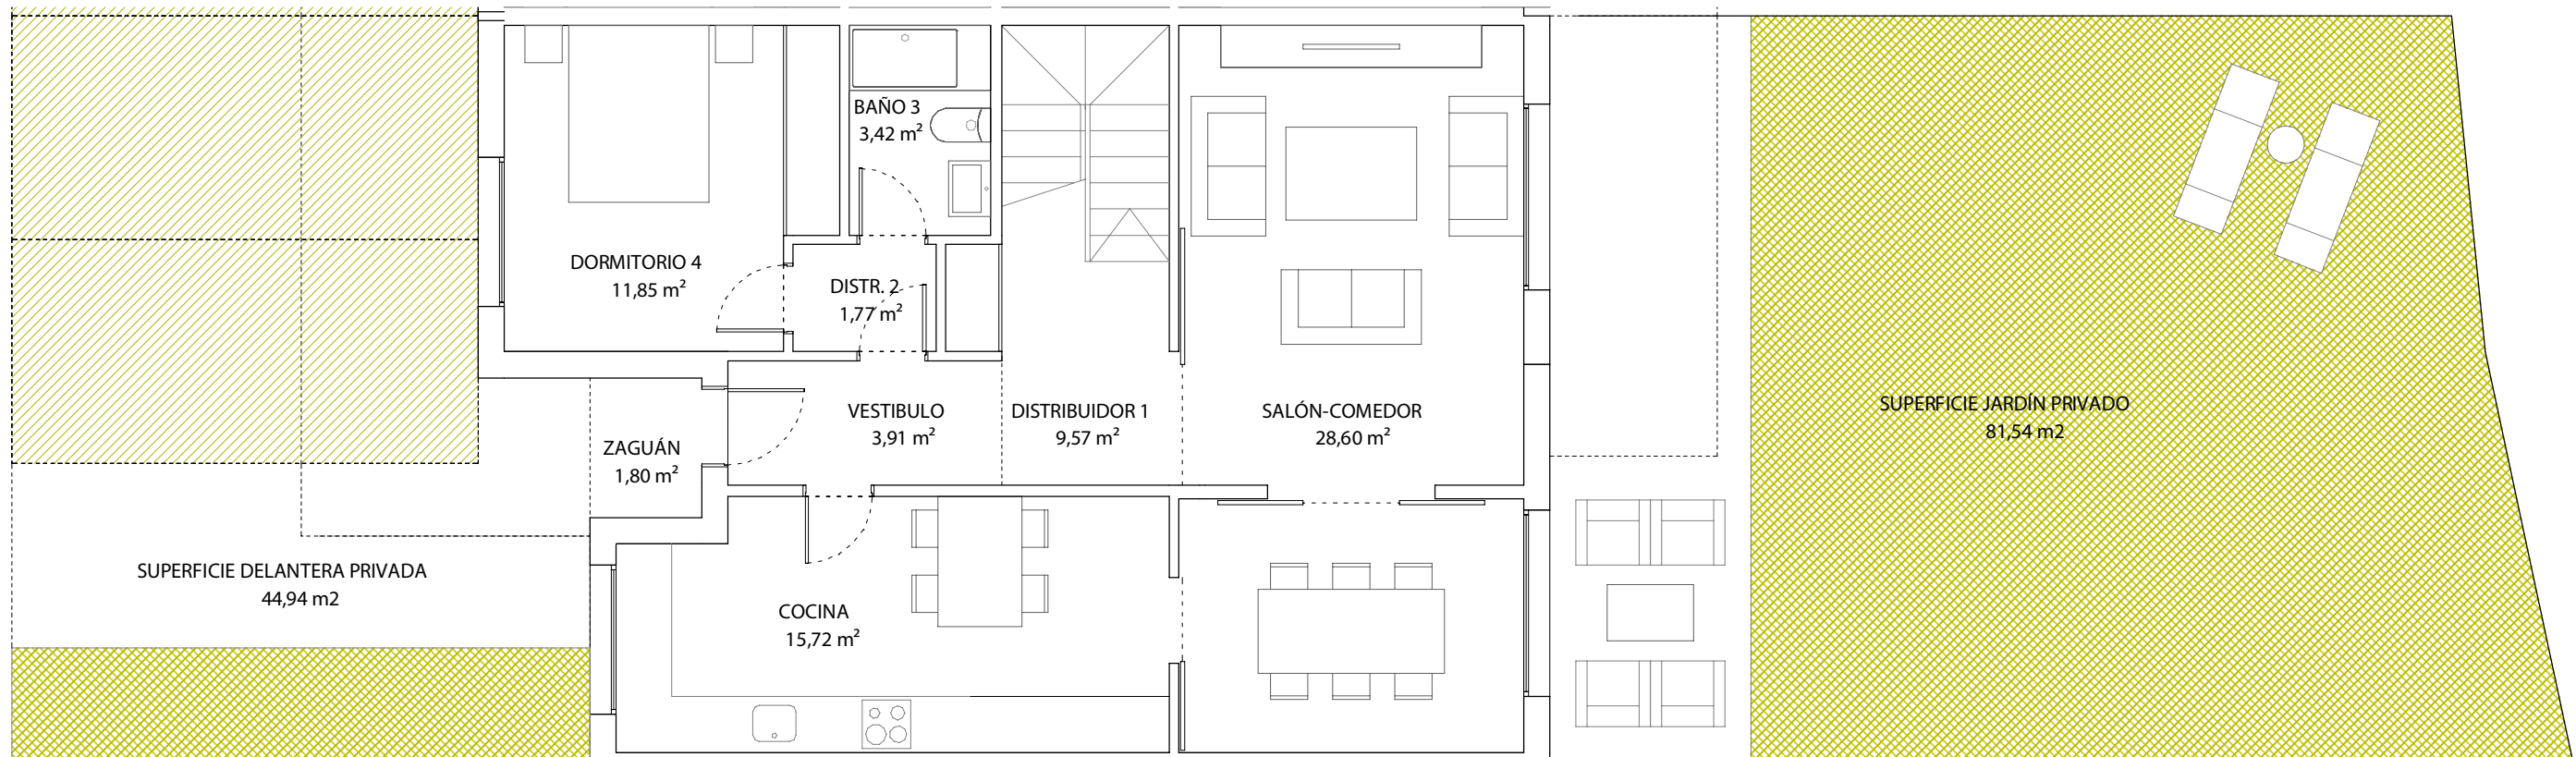 BAÑO 3
3,42 m²
DORMITORIO 4
11,85 m²
DISTR. 2
1,77 m²
VESTIBULO
3,91 m²
DISTRIBUIDOR 1
9,57 m²
SALÓN-COMEDOR
28,60 m²
SUPERFICIE JARDÍN PRIVADO
81,54 m2
ZAGUÁN
1,80 m²
SUPERFICIE DELANTERA PRIVADA
44,94 m2
COCINA
15,72 m²